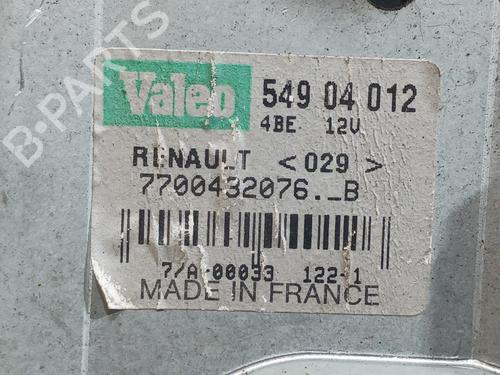 Valeo 549 04 012
4BE 12V
RENAULT <029>
7700432076._B
7/A-00033 122-1
MADE IN FRANCE
B-PARTS